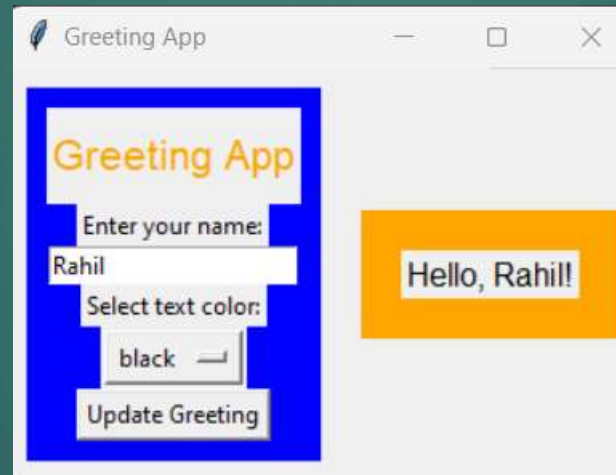 Greeting App
Greeting App
Enter your name:
Rahil
Select text color:
black
Update Greeting
Hello, Rahil!